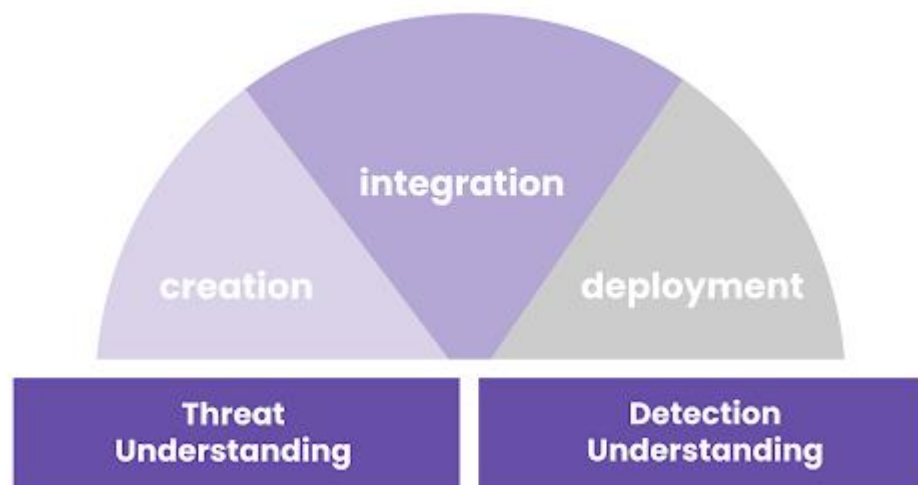 integration
creation
deployment
Threat
Understanding
Detection
Understanding